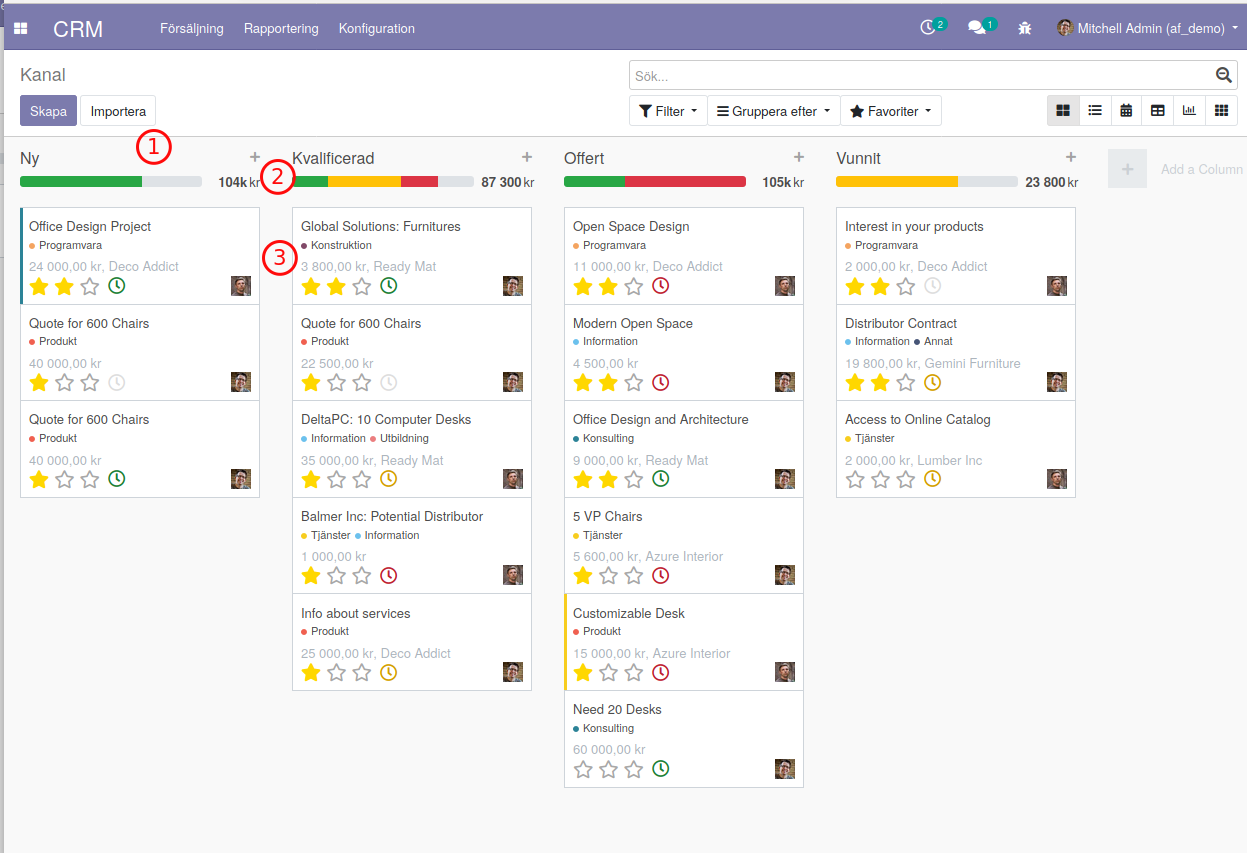 CRM Försäljning Rapportering Konfiguration 2 1 Mitchell Admin (af_demo)
Kanal Sök...
Skapa Importera Filter Gruppera efter Favoriter
1
Ny + Kvalificerad + Offert + Vunnit + + Add a Column
104k kr 2 87 300 kr 105k kr 23 800 kr
Office Design Project
Programvara
24 000,00 kr, Deco Addict
Quote for 600 Chairs
Produkt
40 000,00 kr
Quote for 600 Chairs
Produkt
40 000,00 kr
Global Solutions: Furnitures
3 Konstruktion
3 800,00 kr, Ready Mat
Quote for 600 Chairs
Produkt
22 500,00 kr
DeltaPC: 10 Computer Desks
Information Utbildning
35 000,00 kr, Ready Mat
Balmer Inc: Potential Distributor
Tjänster Information
1 000,00 kr
Info about services
Produkt
25 000,00 kr, Deco Addict
Open Space Design
Programvara
11 000,00 kr, Deco Addict
Modern Open Space
Information
4 500,00 kr
Office Design and Architecture
Konsulting
9 000,00 kr, Ready Mat
5 VP Chairs
Tjänster
5 600,00 kr, Azure Interior
Customizable Desk
Produkt
15 000,00 kr, Azure Interior
Need 20 Desks
Konsulting
60 000,00 kr
Interest in your products
Programvara
2 000,00 kr, Deco Addict
Distributor Contract
Information Annat
19 800,00 kr, Gemini Furniture
Access to Online Catalog
Tjänster
2 000,00 kr, Lumber Inc